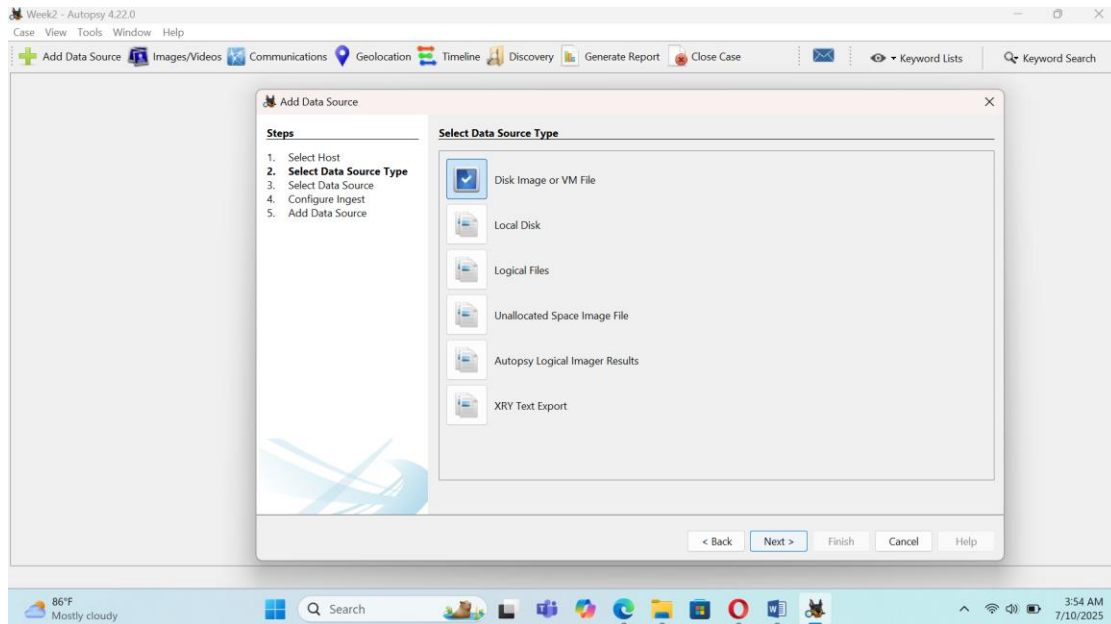 Week2 - Autopsy 4.22.0
Case View Tools Window Help
Add Data Source Images/Videos Communications Geolocation Timeline Discovery Generate Report Close Case Keyword Lists Keyword Search
Add Data Source
Steps
1. Select Host
2. Select Data Source Type
3. Select Data Source
4. Configure Ingest
5. Add Data Source
Select Data Source Type
Disk Image or VM File
Local Disk
Logical Files
Unallocated Space Image File
Autopsy Logical Imager Results
XRY Text Export
< Back Next > Finish Cancel Help
86°F
Mostly cloudy
Search
3:54 AM
7/10/2025